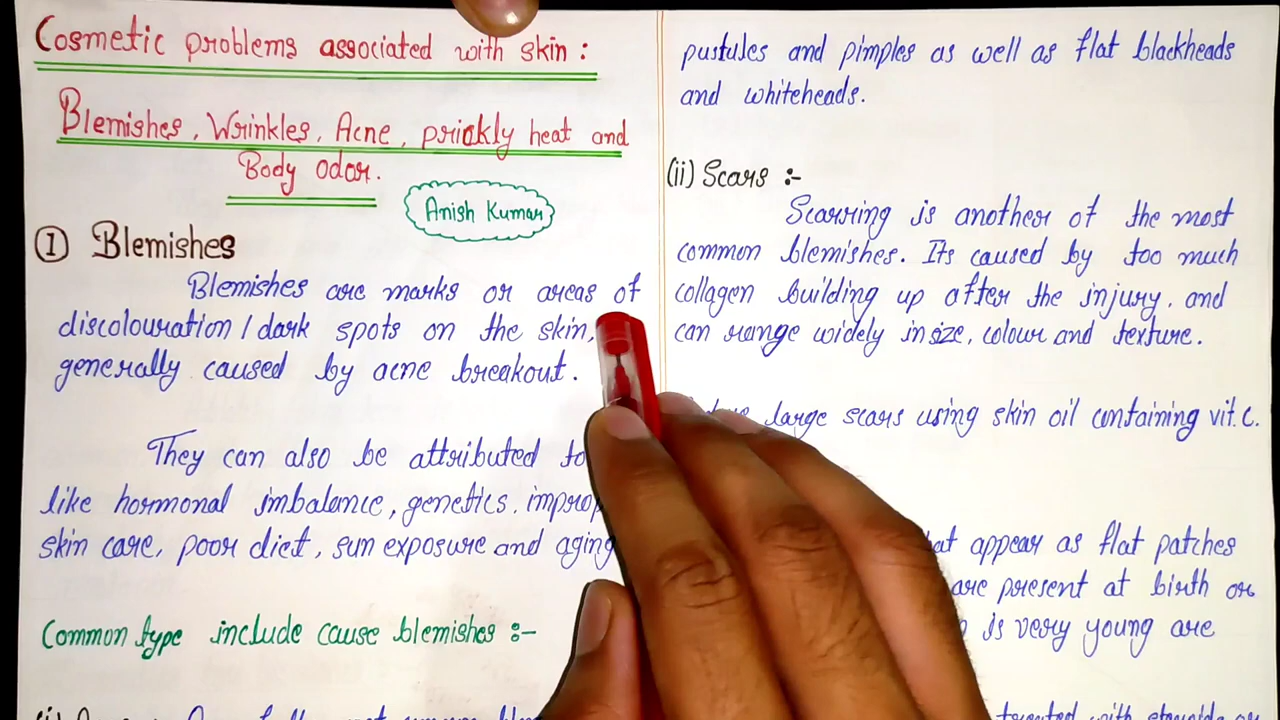 Cosmetic problems associated with skin :
Blemishes, Wrinkles, Acne, prickly heat and
Body Odor.
Anish Kumar
① Blemishes
Blemishes are marks or areas of
discolouration / dark spots on the skin,
generally caused by acne breakout.
They can also be attributed to
like hormonal imbalance, genetics, improp
skin care, poor diet, sun exposure and aging
Common type include cause blemishes :-
pustules and pimples as well as flat blackheads
and whiteheads.
(ii) Scars :-
Scarring is another of the most
common blemishes. Its caused by too much
collagen building up after the injury, and
can range widely in size, colour and texture.
large scars using skin oil containing vit. C.
at appear as flat patches
are present at birth or
is very young are
treated with steroids or